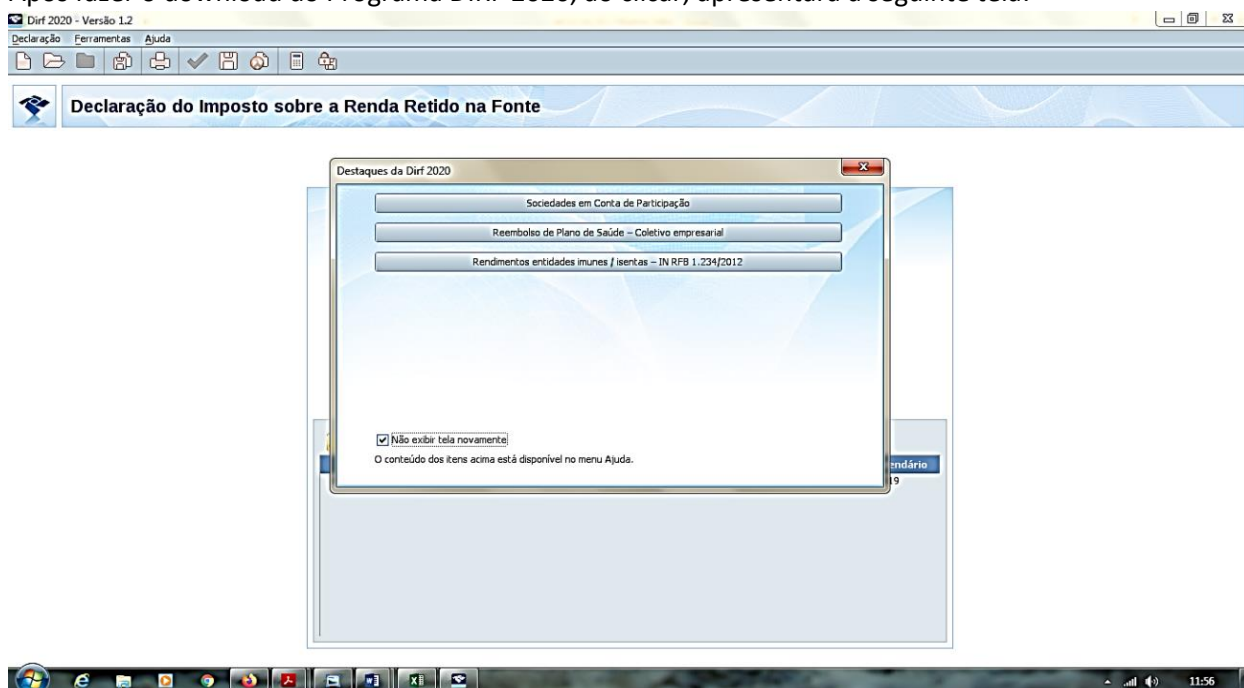 Após fazer o download do Programa DIRF 2020, ao clicar, apresentará a seguinte tela:
Dirf 2020 - Versão 1.2
Declaração Ferramentas Ajuda
Declaração do Imposto sobre a Renda Retido na Fonte
Destaques da Dirf 2020
Sociedades em Conta de Participação
Reembolso de Plano de Saúde – Coletivo empresarial
Rendimentos entidades imunes / isentas – IN RFB 1.234/2012
Não exibir tela novamente
O conteúdo dos itens acima está disponível no menu Ajuda.
endário
19
11:56